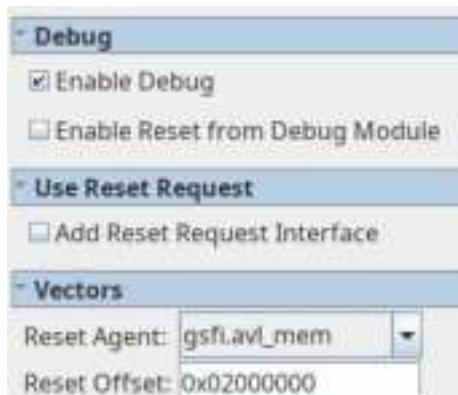 Debug
Enable Debug
Enable Reset from Debug Module
Use Reset Request
Add Reset Request Interface
Vectors
Reset Agent: gsfi.avl_mem
Reset Offset: 0x02000000